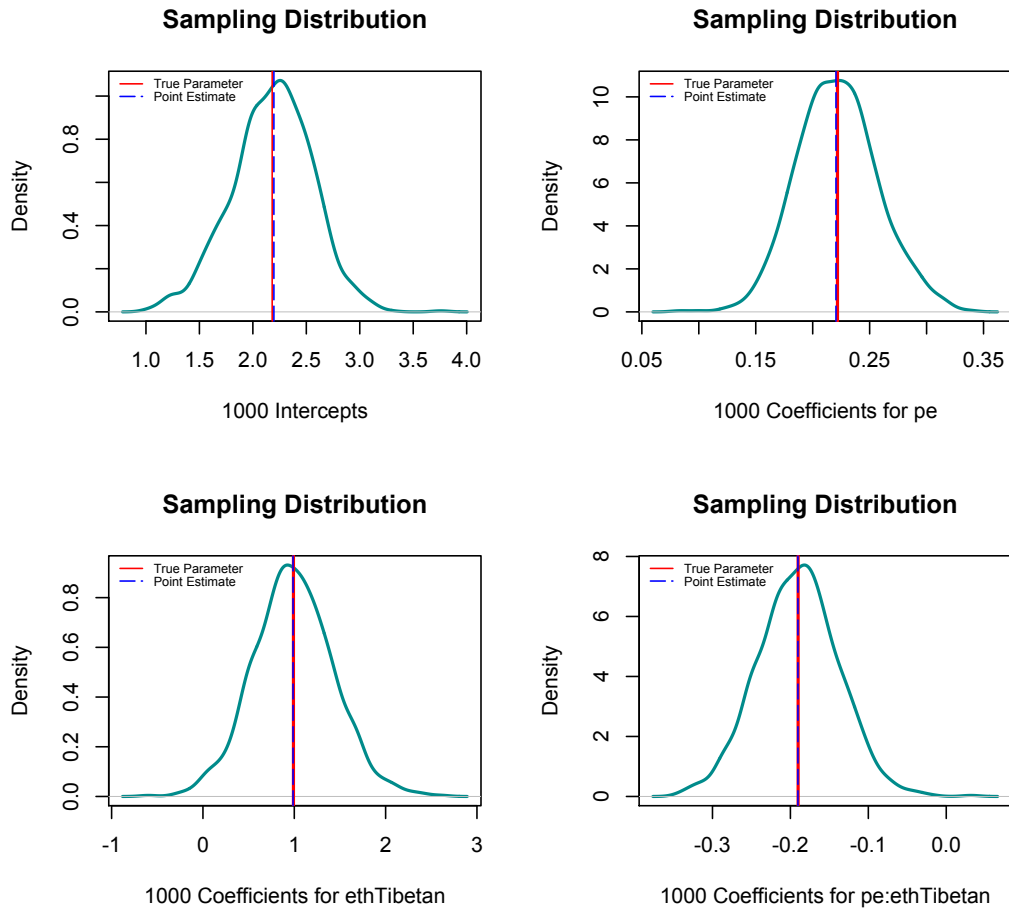 Sampling Distribution
True Parameter
Point Estimate
Density
0.0
0.4
0.8
1.0
1.5
2.0
2.5
3.0
3.5
4.0
1000 Intercepts
Sampling Distribution
True Parameter
Point Estimate
Density
0
2
4
6
8
10
0.05
0.15
0.25
0.35
1000 Coefficients for pe
Sampling Distribution
True Parameter
Point Estimate
Density
0.0
0.2
0.4
0.6
0.8
-1
0
1
2
3
1000 Coefficients for ethTibetan
Sampling Distribution
True Parameter
Point Estimate
Density
0
2
4
6
8
-0.3
-0.2
-0.1
0.0
1000 Coefficients for pe:ethTibetan